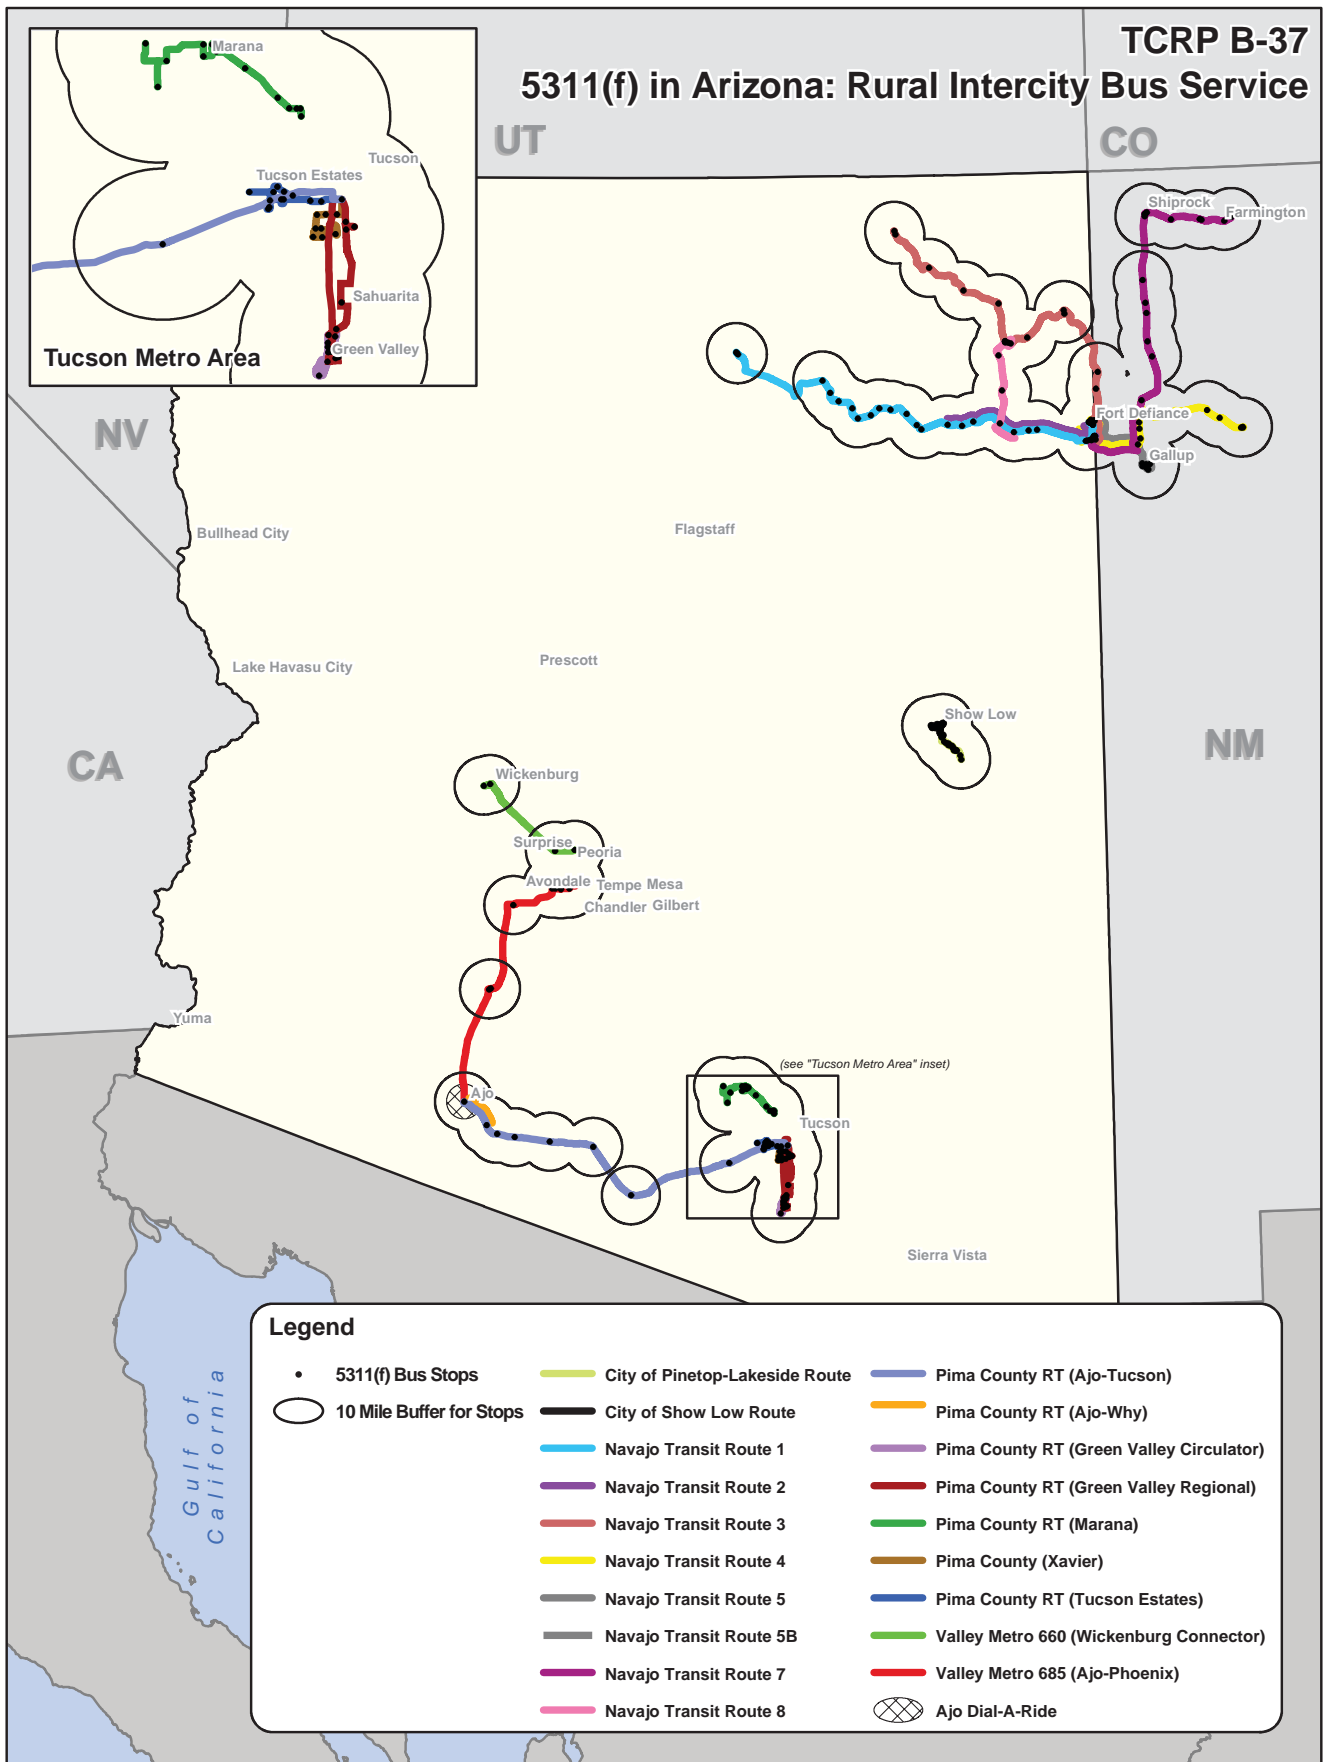 TCRP B-37
5311(f) in Arizona: Rural Intercity Bus Service
Marana
Tucson
Tucson Estates
Sahuarita
Green Valley
Tucson Metro Area
UT
CO
Shiprock
Farmington
NV
Fort Defiance
Gallup
Bullhead City
Flagstaff
Lake Havasu City
Prescott
Show Low
CA
NM
Wickenburg
Surprise
Peoria
Avondale
Tempe
Mesa
Chandler
Gilbert
Yuma
(see "Tucson Metro Area" inset)
Ajo
Tucson
Sierra Vista
Gulf of
California
Legend
5311(f) Bus Stops
10 Mile Buffer for Stops
City of Pinetop-Lakeside Route
City of Show Low Route
Navajo Transit Route 1
Navajo Transit Route 2
Navajo Transit Route 3
Navajo Transit Route 4
Navajo Transit Route 5
Navajo Transit Route 5B
Navajo Transit Route 7
Navajo Transit Route 8
Pima County RT (Ajo-Tucson)
Pima County RT (Ajo-Why)
Pima County RT (Green Valley Circulator)
Pima County RT (Green Valley Regional)
Pima County RT (Marana)
Pima County (Xavier)
Pima County RT (Tucson Estates)
Valley Metro 660 (Wickenburg Connector)
Valley Metro 685 (Ajo-Phoenix)
Ajo Dial-A-Ride